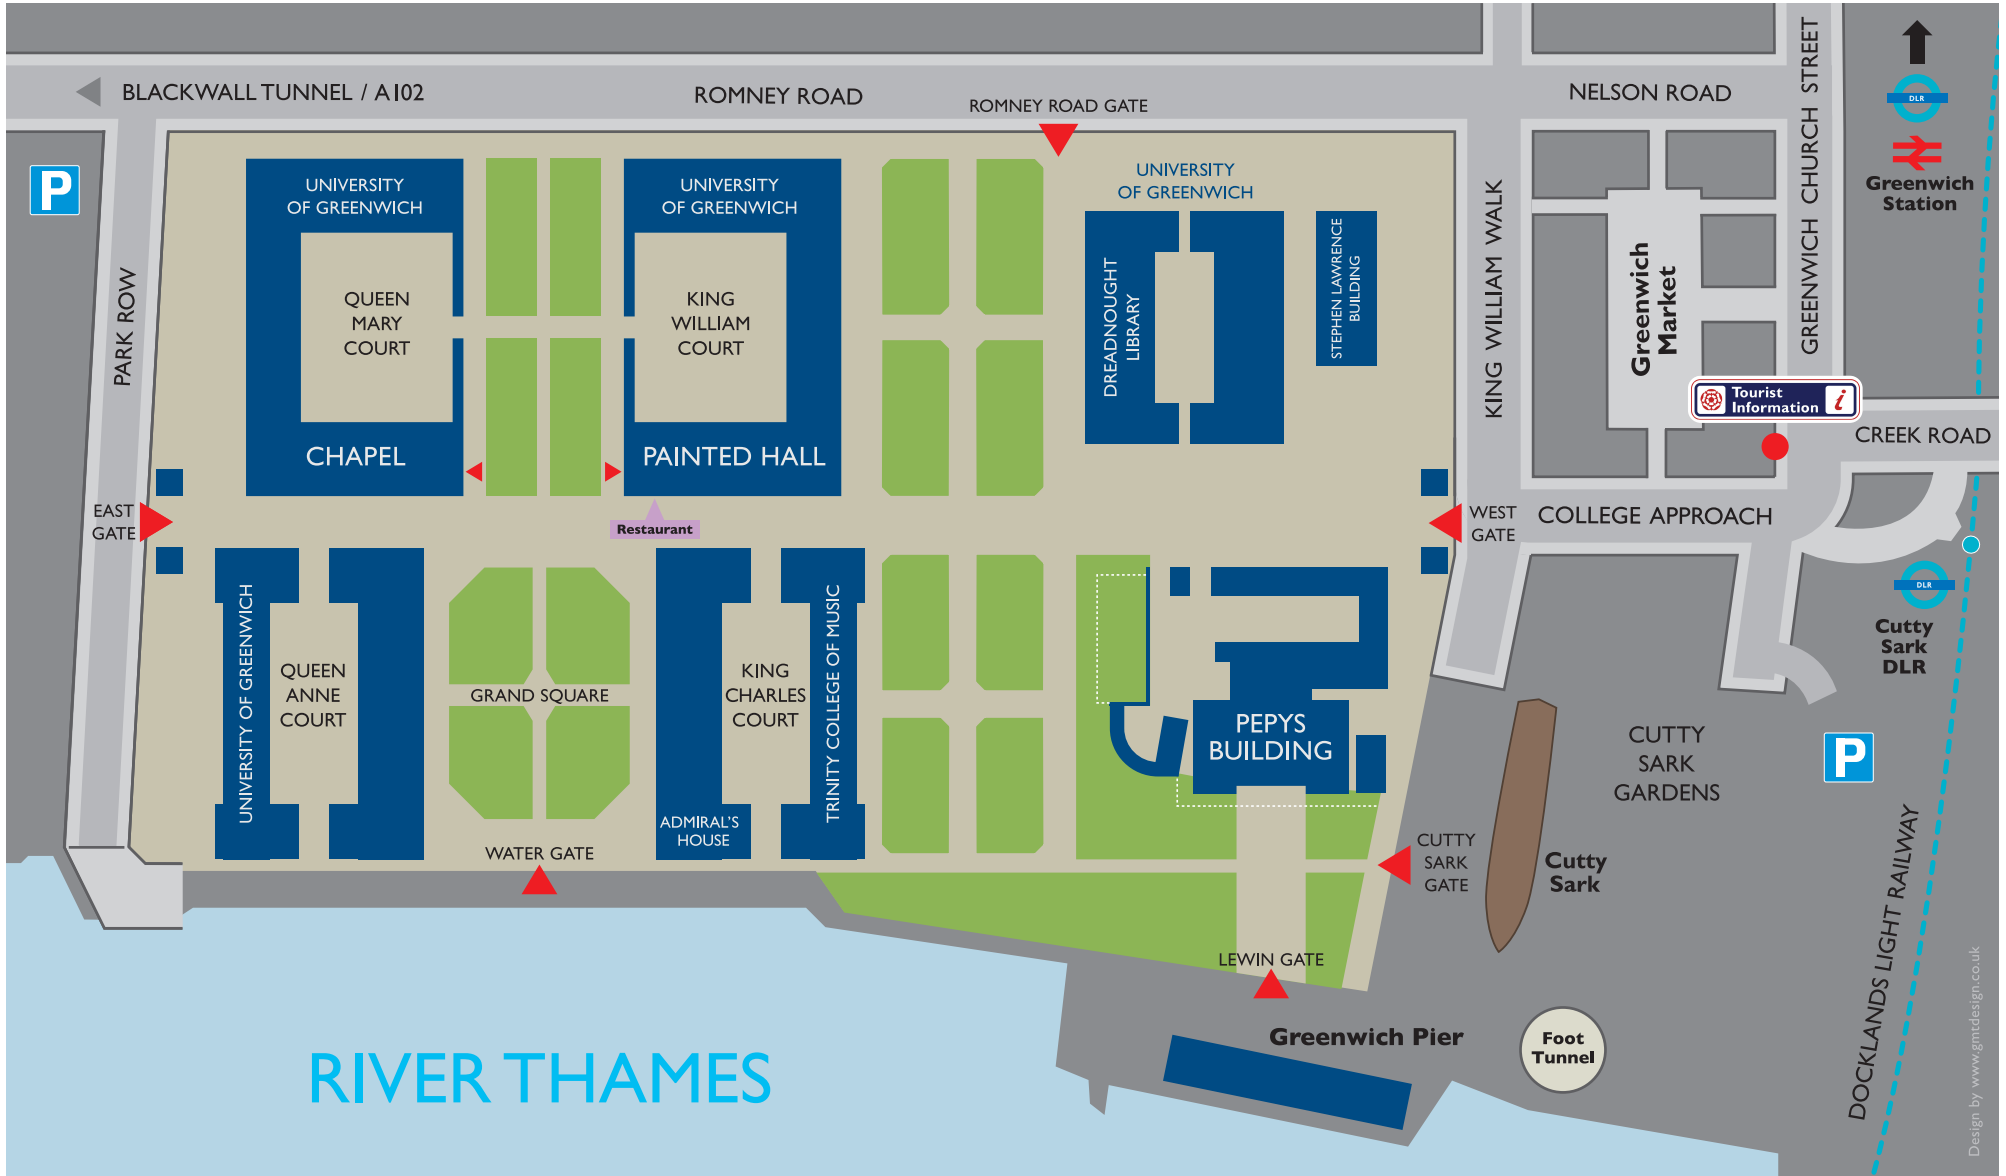 BLACKWALL TUNNEL / A102
ROMNEY ROAD
ROMNEY ROAD GATE
NELSON ROAD
GREENWICH CHURCH STREET
DLR
Greenwich
Station
P
PARK ROW
UNIVERSITY
OF GREENWICH
QUEEN
MARY
COURT
CHAPEL
UNIVERSITY
OF GREENWICH
KING
WILLIAM
COURT
PAINTED HALL
Restaurant
UNIVERSITY
OF GREENWICH
DREADNOUGHT
LIBRARY
STEPHEN LAWRENCE
BUILDING
KING WILLIAM WALK
Greenwich
Market
Tourist
Information
i
CREEK ROAD
EAST
GATE
WEST
GATE
COLLEGE APPROACH
UNIVERSITY OF GREENWICH
QUEEN
ANNE
COURT
GRAND SQUARE
KING
CHARLES
COURT
TRINITY COLLEGE OF MUSIC
ADMIRAL'S
HOUSE
WATER GATE
PEPYS
BUILDING
DLR
Cutty
Sark
DLR
CUTTY
SARK
GARDENS
P
CUTTY
SARK
GATE
Cutty
Sark
LEWIN GATE
Greenwich Pier
Foot
Tunnel
DOCKLANDS LIGHT RAILWAY
RIVER THAMES
Design by www.gmtdesign.co.uk